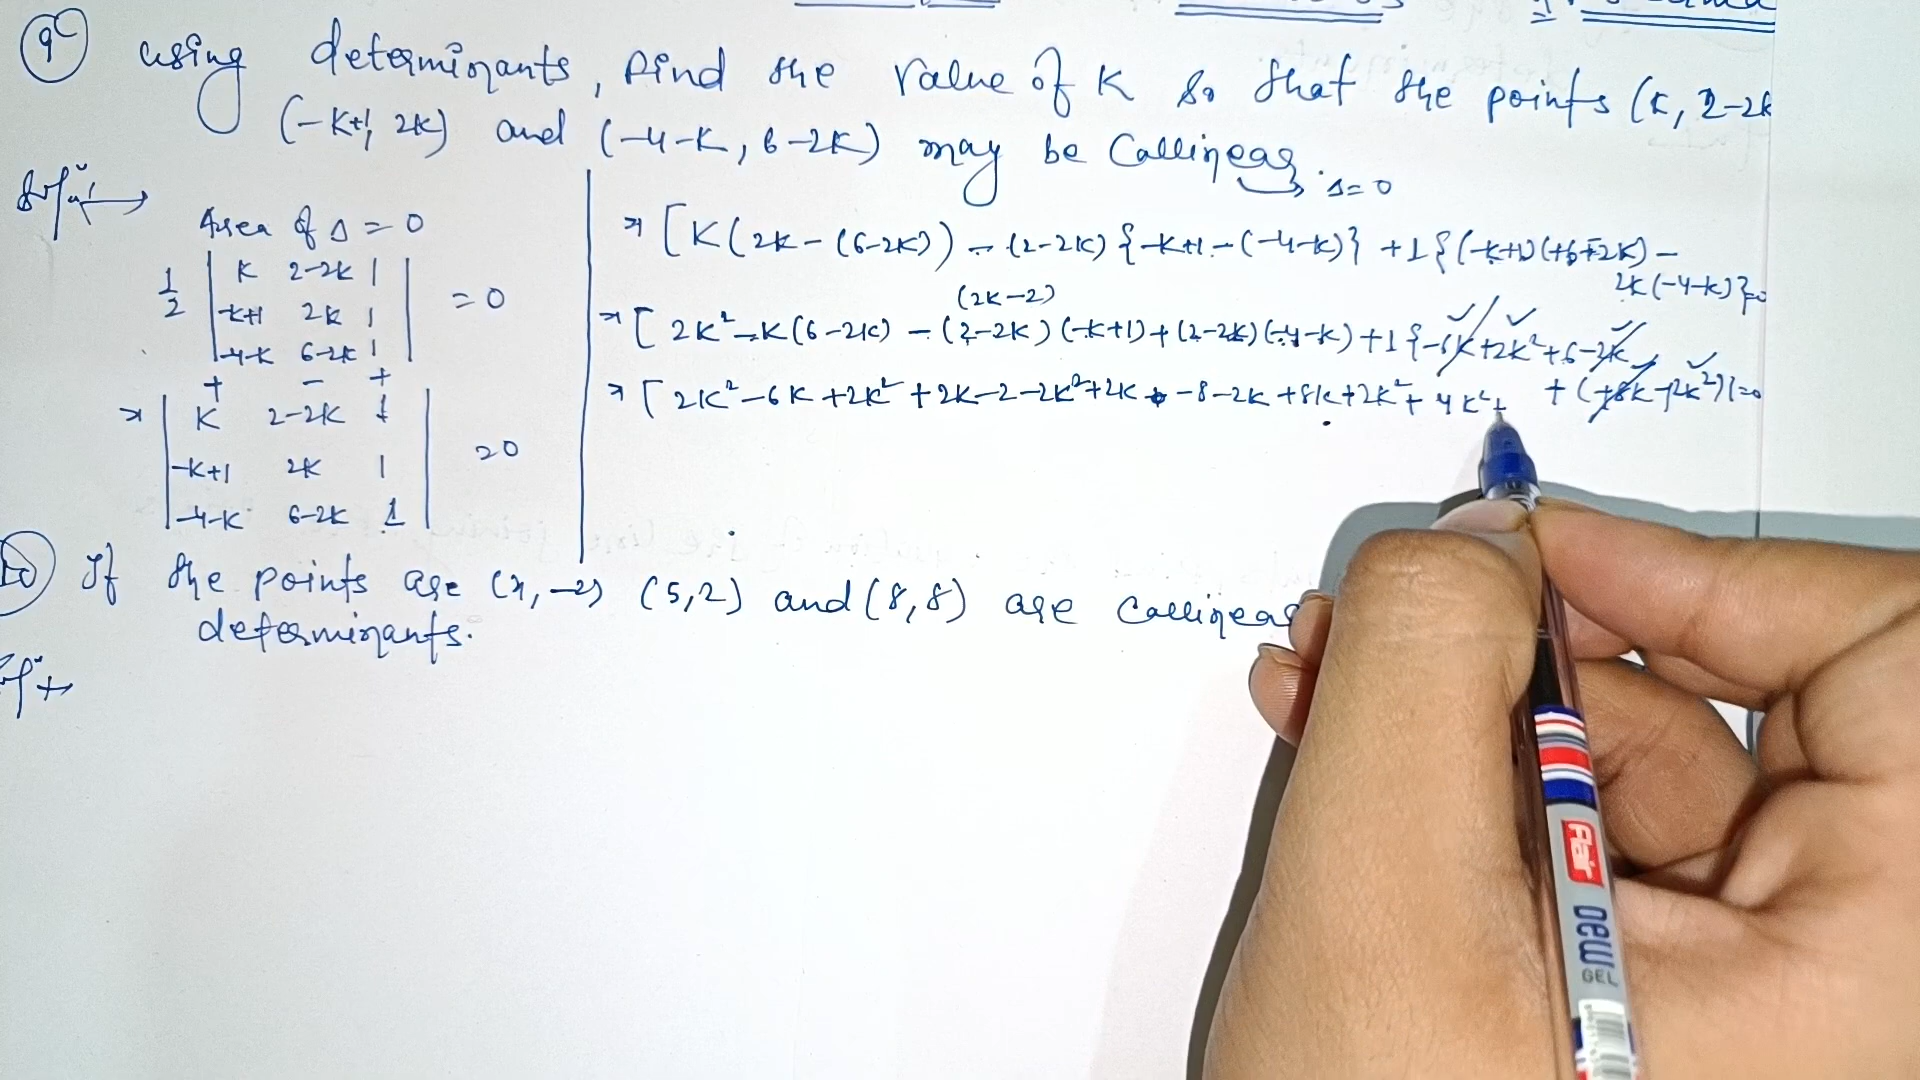 9 using determinants, find the value of K so that the points (K, 2-2K
(-K+1, 2K) and (-4-K, 6-2K) may be Collinear. Δ=0
Area of Δ = 0
1/2 | K 2-2K 1 |
| -K+1 2K 1 | = 0
| -4-K 6-2K 1 |
+ - +
| K 2-2K 1 |
| -K+1 2K 1 | = 0
| -4-K 6-2K 1 |
[K(2K-(6-2K)) - (2-2K){-K+1-(-4-K)} + 1{(-K+1)(+6-2K) -
2K(-4-K)}=0
(2K-2)
[2K²-K(6-2K) - (2-2K)(-K+1)+(2-2K)(-4-K)+1{-6K+2K²+6-2K
+(+8K+2K²)}=0
[2K²-6K+2K²+2K-2-2K²+2K-8-2K+8K+2K²+4K²+
10 If the points are (x,-2) (5,2) and (8,8) are Collinear
determinants.
Flair
new
GEL